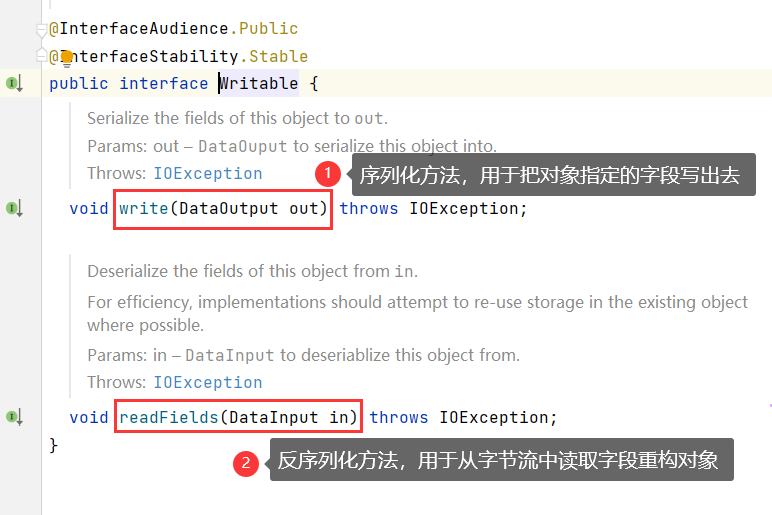 @InterfaceAudience.Public
@InterfaceStability.Stable
public interface Writable {
Serialize the fields of this object to out.
Params: out – DataOuput to serialize this object into.
Throws: IOException
1 序列化方法，用于把对象指定的字段写出去
void write(DataOutput out) throws IOException;
Deserialize the fields of this object from in.
For efficiency, implementations should attempt to re-use storage in the existing object
where possible.
Params: in – DataInput to deseriablize this object from.
Throws: IOException
void readFields(DataInput in) throws IOException;
}
2 反序列化方法，用于从字节流中读取字段重构对象